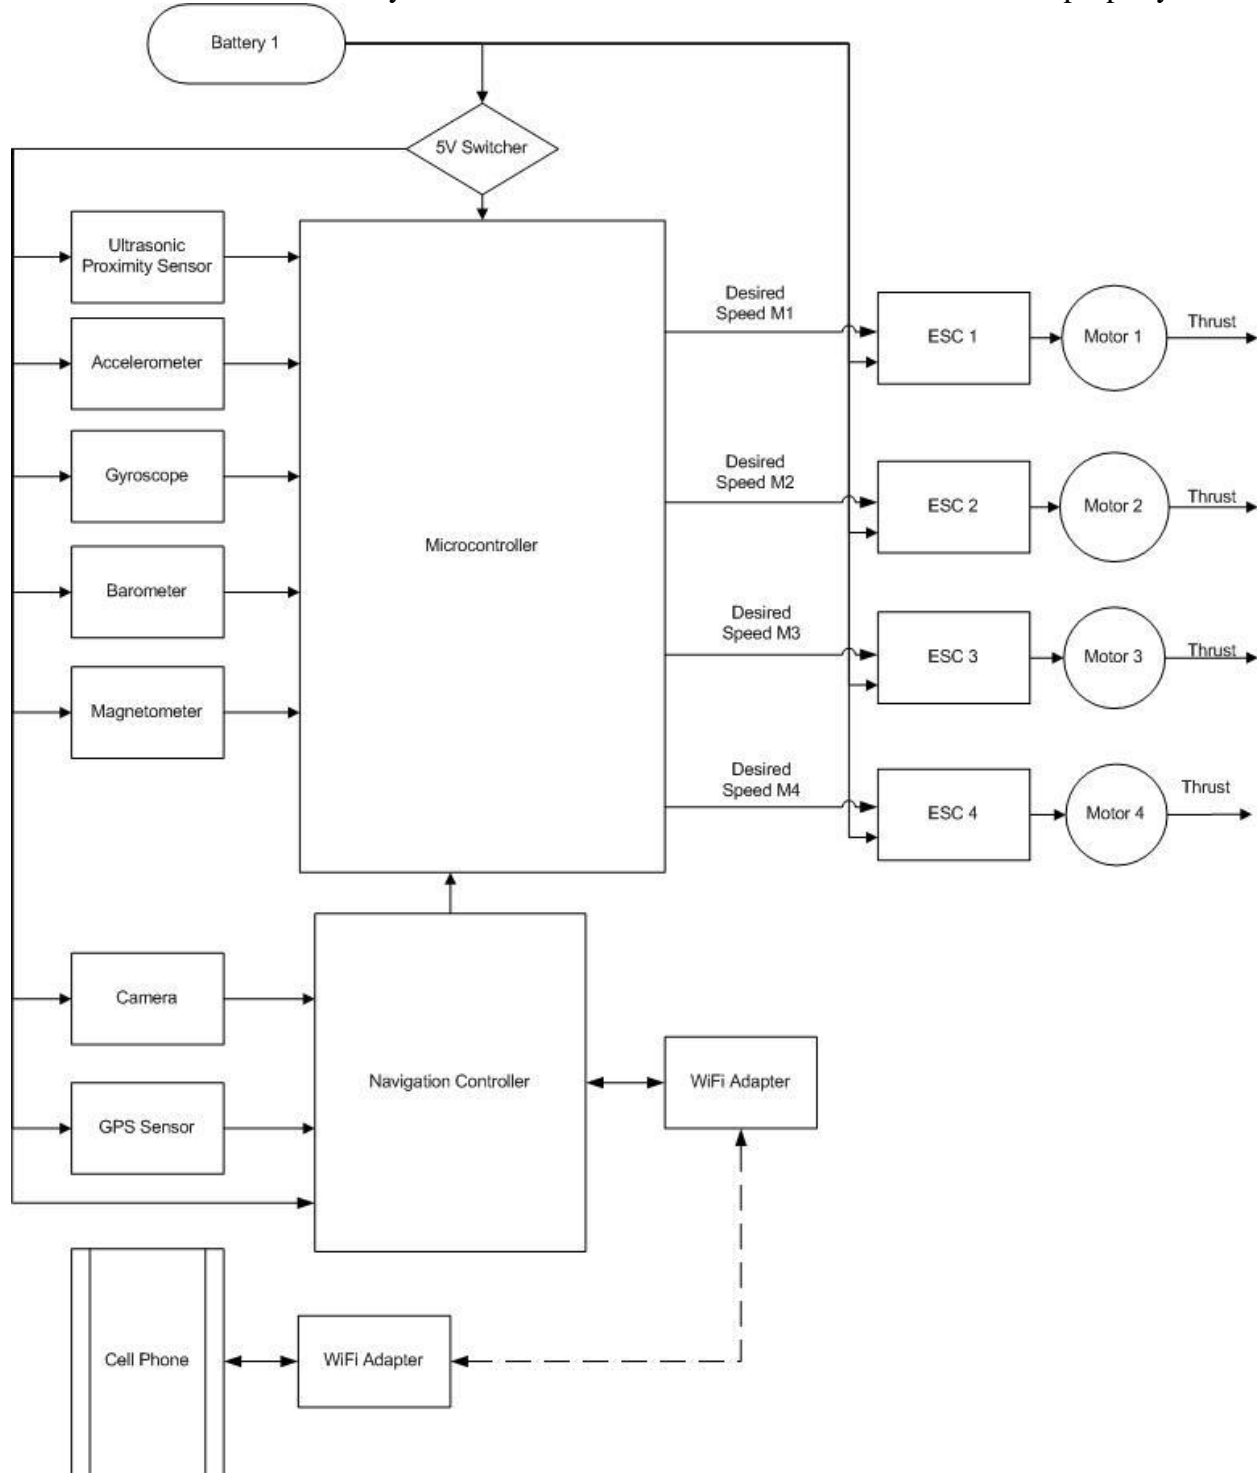 Battery 1
5V Switcher
Ultrasonic
Proximity Sensor
Accelerometer
Gyroscope
Barometer
Magnetometer
Microcontroller
Desired
Speed M1
ESC 1
Motor 1
Thrust
Desired
Speed M2
ESC 2
Motor 2
Thrust
Desired
Speed M3
ESC 3
Motor 3
Thrust
Desired
Speed M4
ESC 4
Motor 4
Thrust
Camera
GPS Sensor
Navigation Controller
WiFi Adapter
Cell Phone
WiFi Adapter